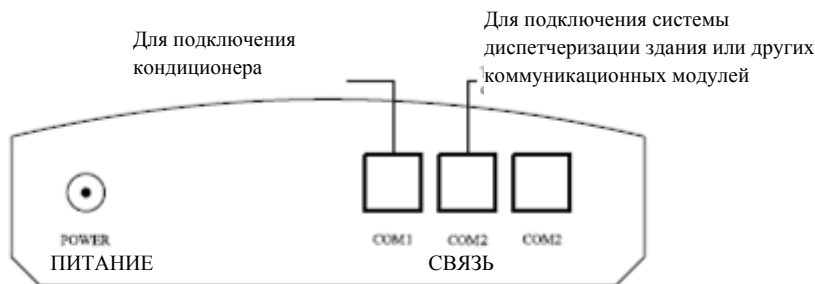 Для подключения
кондиционера
Для подключения системы
диспетчеризации здания или других
коммуникационных модулей
POWER
COM1
COM2
COM2
ПИТАНИЕ
СВЯЗЬ